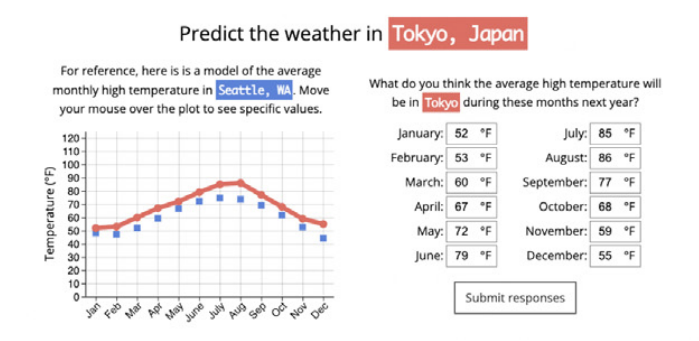 Predict the weather in Tokyo, Japan
For reference, here is is a model of the average
monthly high temperature in Seattle, WA. Move
your mouse over the plot to see specific values.
Temperature (°F)
120
110
100
90
80
70
60
50
40
30
20
10
0
Jan Feb Mar Apr May June July Aug Sep Oct Nov Dec
What do you think the average high temperature will
be in Tokyo during these months next year?
January: 52 °F July: 85 °F
February: 53 °F August: 86 °F
March: 60 °F September: 77 °F
April: 67 °F October: 68 °F
May: 72 °F November: 59 °F
June: 79 °F December: 55 °F
Submit responses